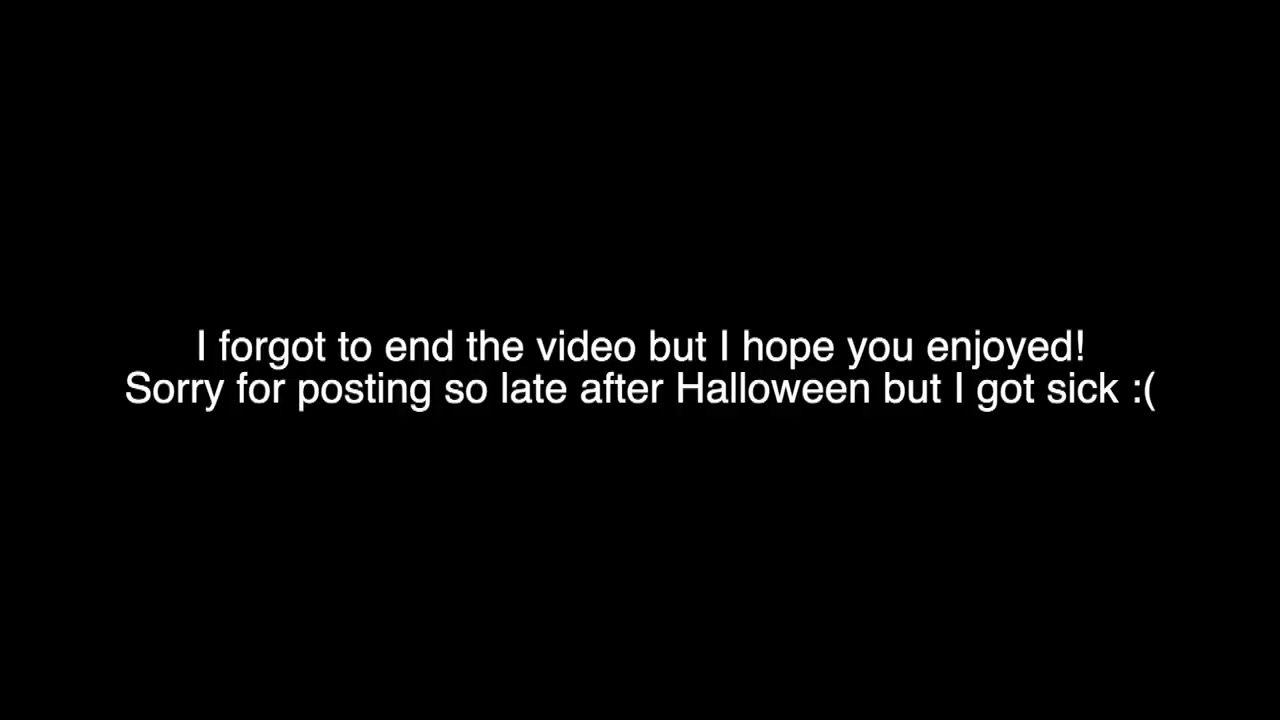 I forgot to end the video but I hope you enjoyed!
Sorry for posting so late after Halloween but I got sick :(